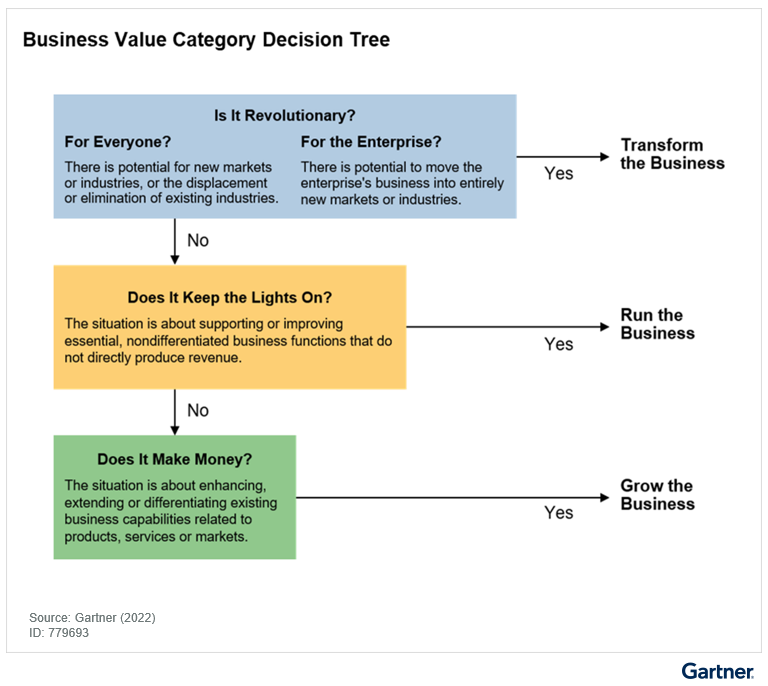 Business Value Category Decision Tree
Is It Revolutionary?
For Everyone?
There is potential for new markets
or industries, or the displacement
or elimination of existing industries.
For the Enterprise?
There is potential to move the
enterprise's business into entirely
new markets or industries.
Yes
Transform
the Business
No
Does It Keep the Lights On?
The situation is about supporting or improving
essential, nondifferentiated business functions that do
not directly produce revenue.
Yes
Run the
Business
No
Does It Make Money?
The situation is about enhancing,
extending or differentiating existing
business capabilities related to
products, services or markets.
Yes
Grow the
Business
Source: Gartner (2022)
ID: 779693
Gartner